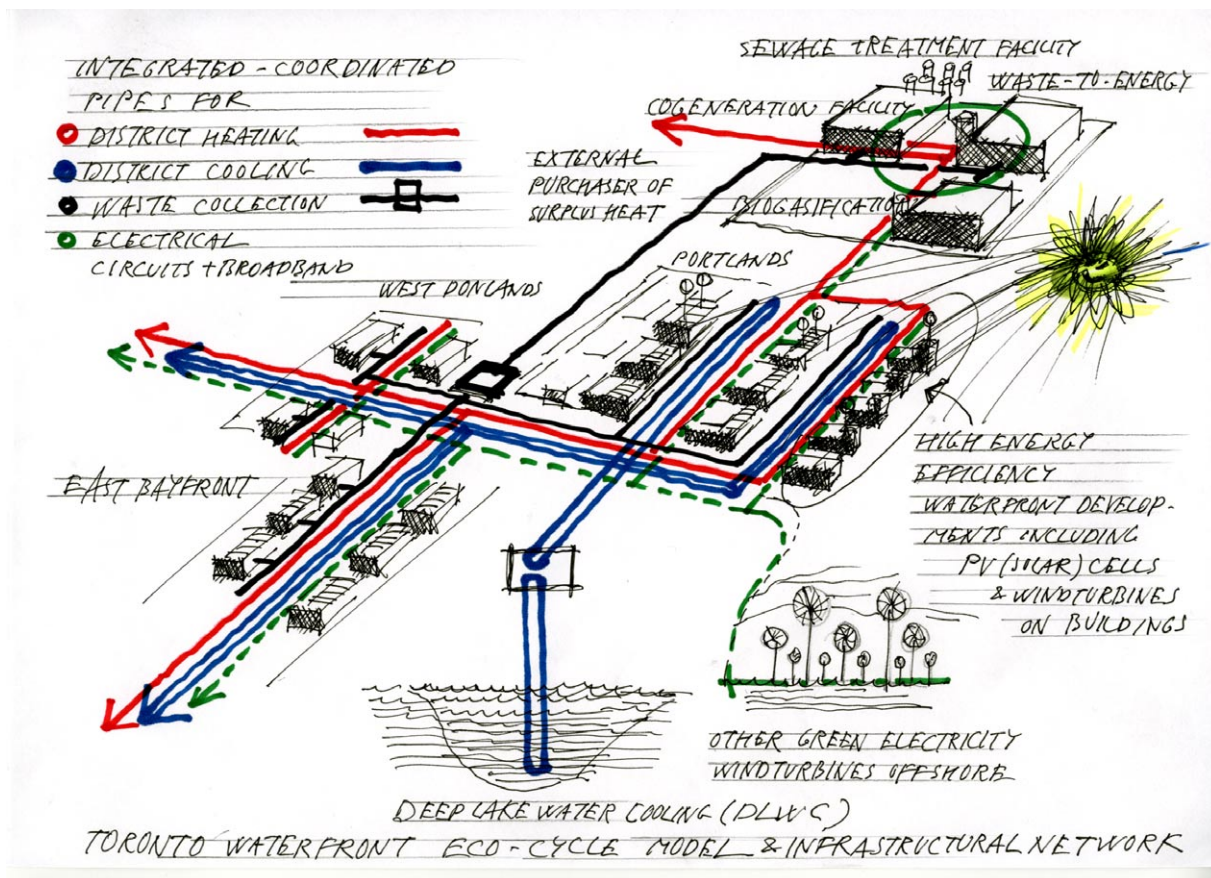 INTEGRATED-COORDINATED
PIPES FOR
DISTRICT HEATING
DISTRICT COOLING
WASTE COLLECTION
ELECTRICAL
CIRCUITS + BROADBAND
SEWAGE TREATMENT FACILITY
WASTE-TO-ENERGY
COGENERATION FACILITY
EXTERNAL
PURCHASER OF
SURPLUS HEAT
BIOGASIFICATION
PORTLANDS
WEST DONLANDS
EAST BAYFRONT
HIGH ENERGY
EFFICIENCY
WATERFRONT DEVELOP-
MENTS INCLUDING
PV (SOLAR) CELLS
& WINDTURBINES
ON BUILDINGS
OTHER GREEN ELECTRICITY
WINDTURBINES OFFSHORE
DEEP LAKE WATER COOLING (DLWC)
TORONTO WATERFRONT ECO-CYCLE MODEL & INFRASTRUCTURAL NETWORK